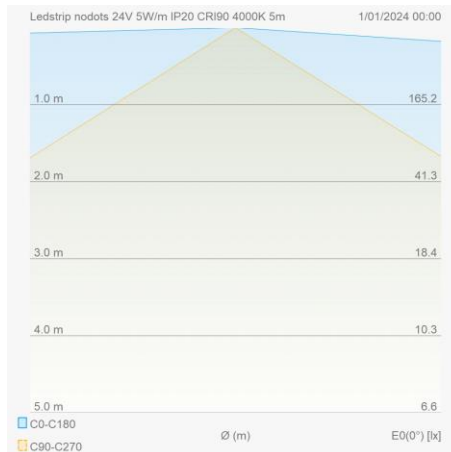 Ledstrip nodots 24V 5W/m IP20 CRI90 4000K 5m 1/01/2024 00:00
1.0 m 165.2
2.0 m 41.3
3.0 m 18.4
4.0 m 10.3
5.0 m 6.6
C0-C180
Ø (m) E0(0°) [lx]
C90-C270